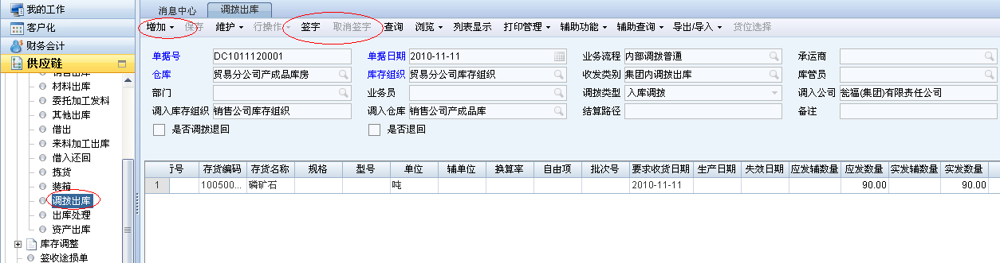 我的工作
客户化
财务会计
供应链
销售出库
材料出库
委托加工发料
其他出库
借出
来料加工出库
借入还回
拣货
装箱
调拨出库
出库处理
资产出库
库存调整
签收途损单
消息中心 调拨出库
增加 保存 维护 行操作 签字 取消签字 查询 浏览 列表显示 打印管理 辅助功能 辅助查询 导出/导入 货位选择
单据号 DC1011120001 单据日期 2010-11-11 业务流程 内部调拨普通 承运商
仓库 贸易分公司产成品库房 库存组织 贸易分公司库存组织 收发类别 集团内调拨出库 库管员
部门 业务员 调拨类型 入库调拨 调入公司 瓮福(集团)有限责任公司
调入库存组织 销售公司库存组织 调入仓库 销售公司产成品库 结算路径 备注
是否调拨退回 是否退回
行号 存货编码 存货名称 规格 型号 单位 辅单位 换算率 自由项 批次号 要求收货日期 生产日期 失效日期 应发辅数量 应发数量 实发辅数量 实发数量
1 100500... 磷矿石 吨 2010-11-11 90.00 90.00